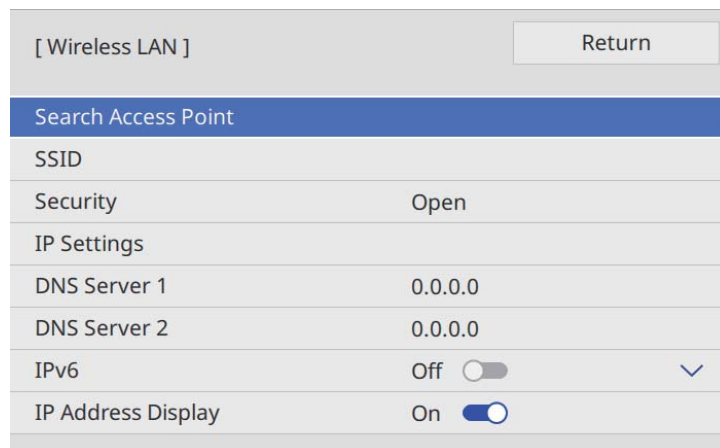 [ Wireless LAN ] Return
Search Access Point
SSID
Security Open
IP Settings
DNS Server 1 0.0.0.0
DNS Server 2 0.0.0.0
IPv6 Off
IP Address Display On